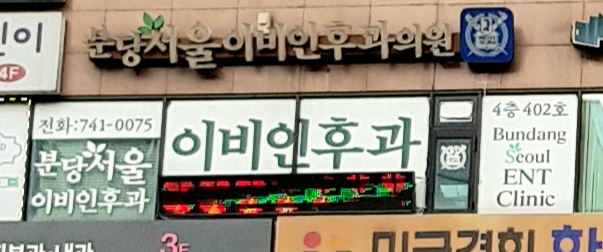 분당서울이비인후과의원
4F
전화:741-0075
분당서울
이비인후과
이비인후과
4층 402호
Bundang
Seoul
ENT
Clinic
3F